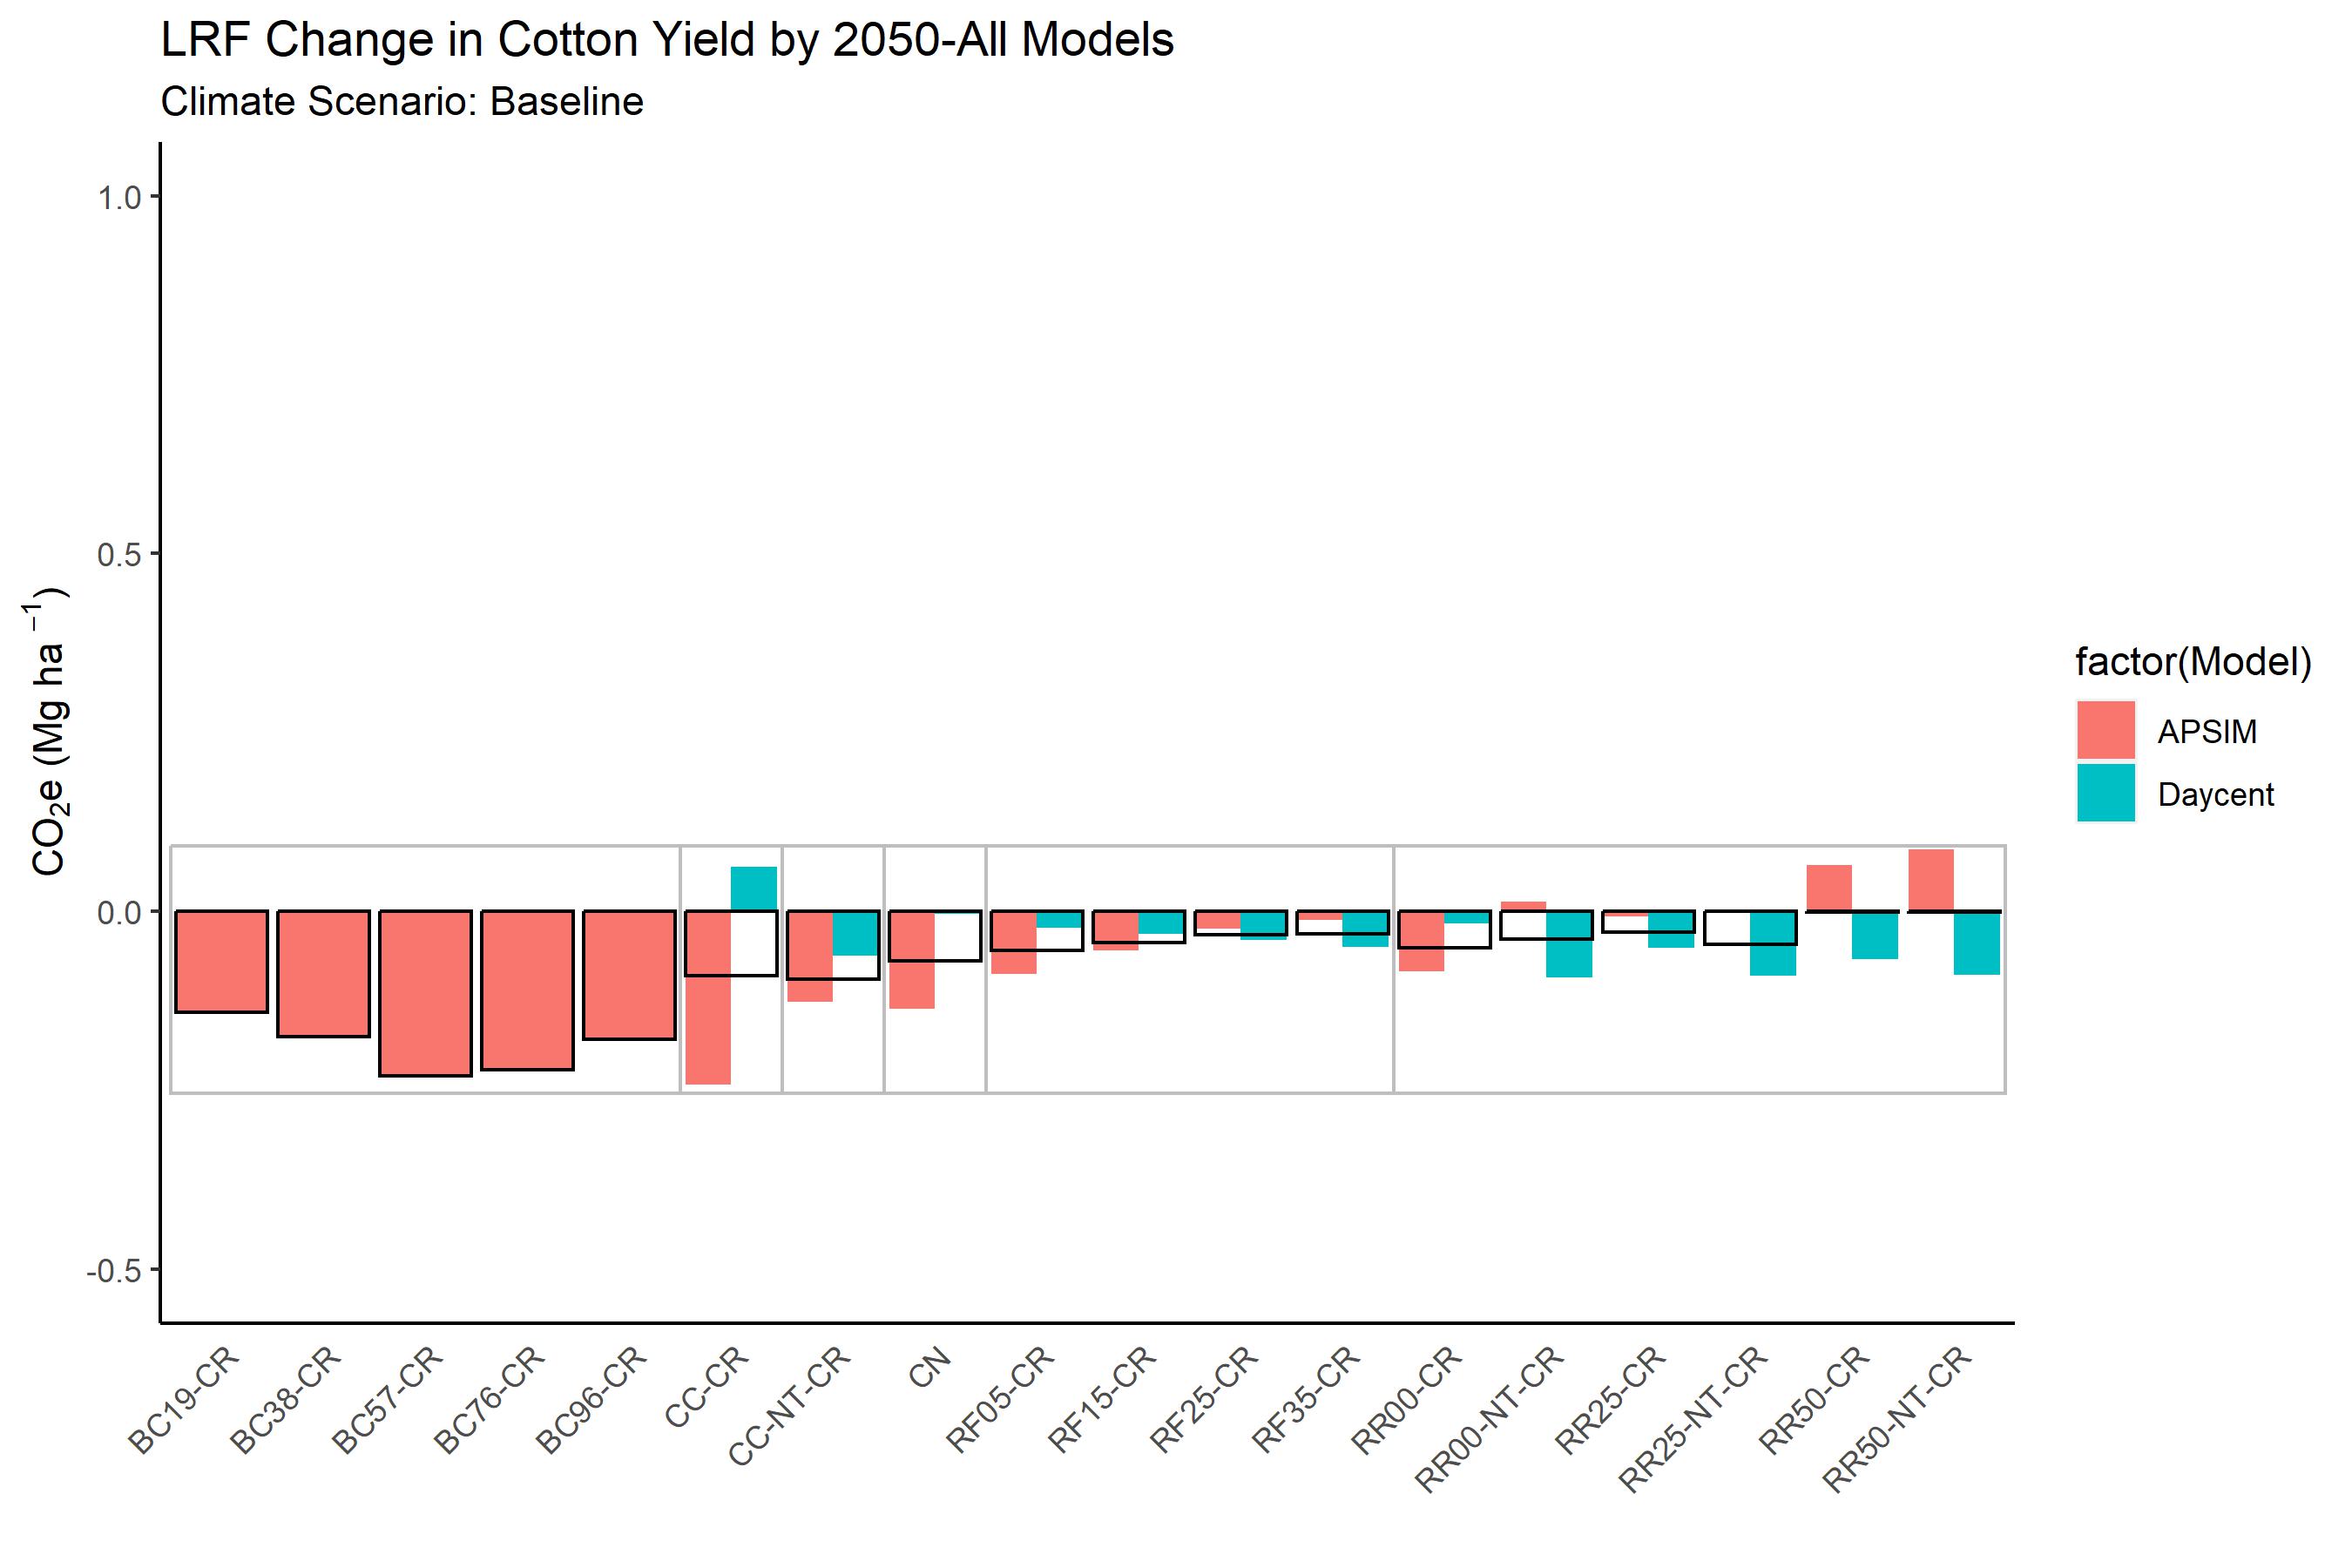 LRF Change in Cotton Yield by 2050-All Models
Climate Scenario: Baseline
CO₂e (Mg ha ⁻¹)
1.0
0.5
0.0
-0.5
BC19-CR
BC38-CR
BC57-CR
BC76-CR
BC96-CR
CC-CR
CC-NT-CR
CN
RF05-CR
RF15-CR
RF25-CR
RF35-CR
RR00-CR
RR00-NT-CR
RR25-CR
RR25-NT-CR
RR50-CR
RR50-NT-CR
factor(Model)
APSIM
Daycent